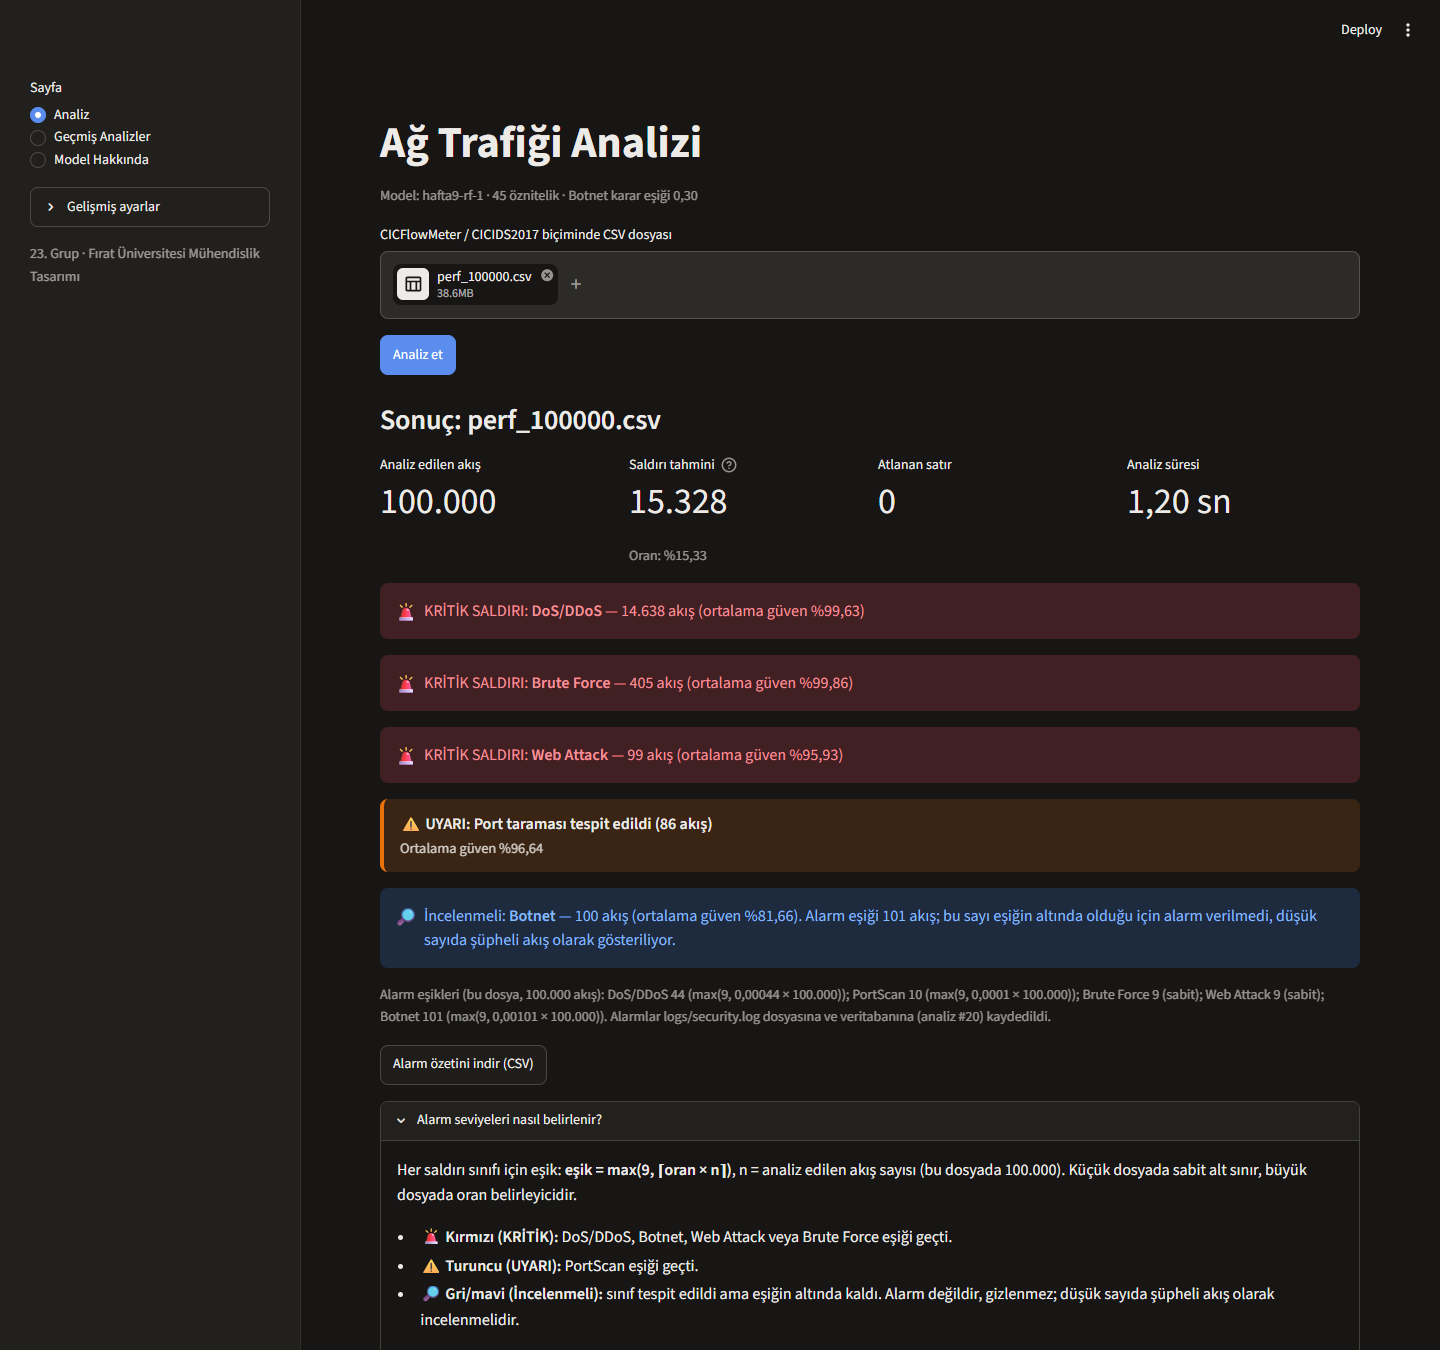 Deploy
Sayfa
Analiz
Geçmiş Analizler
Model Hakkında
Gelişmiş ayarlar
23. Grup · Fırat Üniversitesi Mühendislik
Tasarımı
Ağ Trafiği Analizi
Model: hafta9-rf-1 · 45 öznitelik · Botnet karar eşiği 0,30
CICFlowMeter / CICIDS2017 biçiminde CSV dosyası
perf_100000.csv
38.6MB
Analiz et
Sonuç: perf_100000.csv
Analiz edilen akış
100.000
Saldırı tahmini
15.328
Oran: %15,33
Atlanan satır
0
Analiz süresi
1,20 sn
KRİTİK SALDIRI: DoS/DDoS — 14.638 akış (ortalama güven %99,63)
KRİTİK SALDIRI: Brute Force — 405 akış (ortalama güven %99,86)
KRİTİK SALDIRI: Web Attack — 99 akış (ortalama güven %95,93)
UYARI: Port taraması tespit edildi (86 akış)
Ortalama güven %96,64
İncelenmeli: Botnet — 100 akış (ortalama güven %81,66). Alarm eşiği 101 akış; bu sayı eşiğin altında olduğu için alarm verilmedi, düşük
sayıda şüpheli akış olarak gösteriliyor.
Alarm eşikleri (bu dosya, 100.000 akış): DoS/DDoS 44 (max(9, 0,00044 × 100.000)); PortScan 10 (max(9, 0,0001 × 100.000)); Brute Force 9 (sabit); Web Attack 9 (sabit);
Botnet 101 (max(9, 0,00101 × 100.000)). Alarmlar logs/security.log dosyasına ve veritabanına (analiz #20) kaydedildi.
Alarm özetini indir (CSV)
Alarm seviyeleri nasıl belirlenir?
Her saldırı sınıfı için eşik: eşik = max(9, ⌈oran × n⌉), n = analiz edilen akış sayısı (bu dosyada 100.000). Küçük dosyada sabit alt sınır, büyük
dosyada oran belirleyicidir.
• Kırmızı (KRİTİK): DoS/DDoS, Botnet, Web Attack veya Brute Force eşiği geçti.
• Turuncu (UYARI): PortScan eşiği geçti.
• Gri/mavi (İncelenmeli): sınıf tespit edildi ama eşiğin altında kaldı. Alarm değildir, gizlenmez; düşük sayıda şüpheli akış olarak
incelenmelidir.